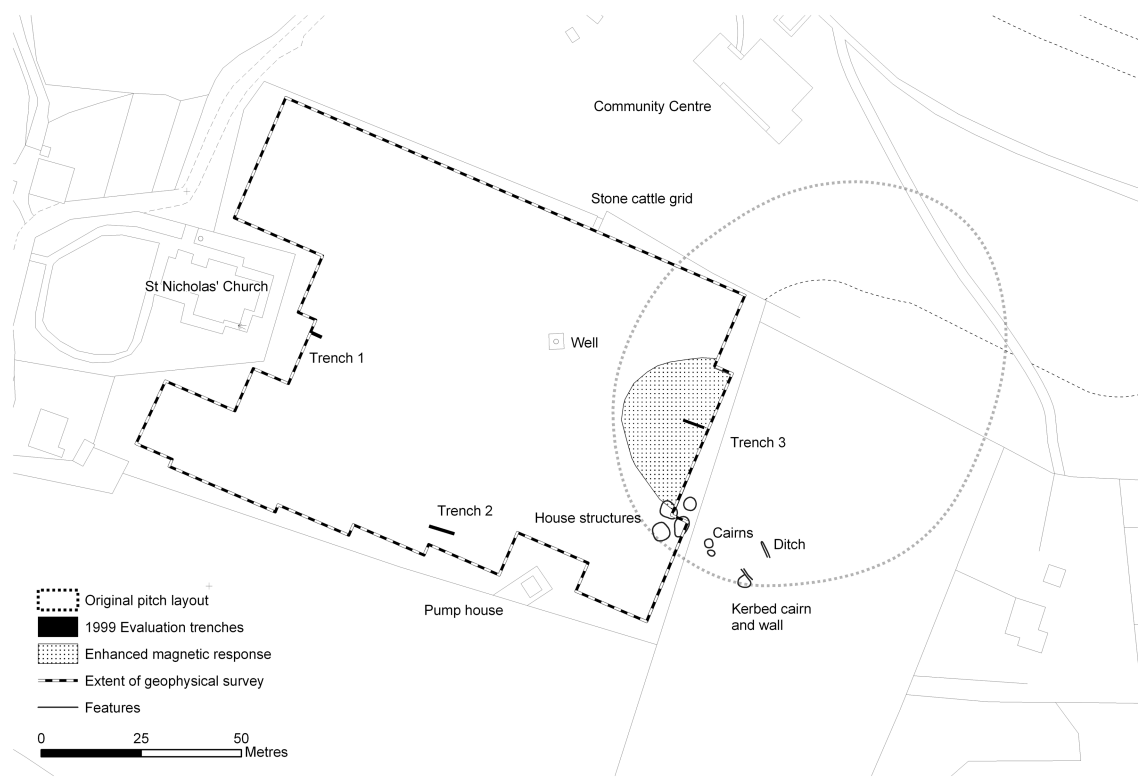 Community Centre
Stone cattle grid
St Nicholas' Church
Well
Trench 1
Trench 3
Trench 2
House structures
Cairns
Ditch
Kerbed cairn
and wall
Pump house
Original pitch layout
1999 Evaluation trenches
Enhanced magnetic response
Extent of geophysical survey
Features
0 25 50
Metres